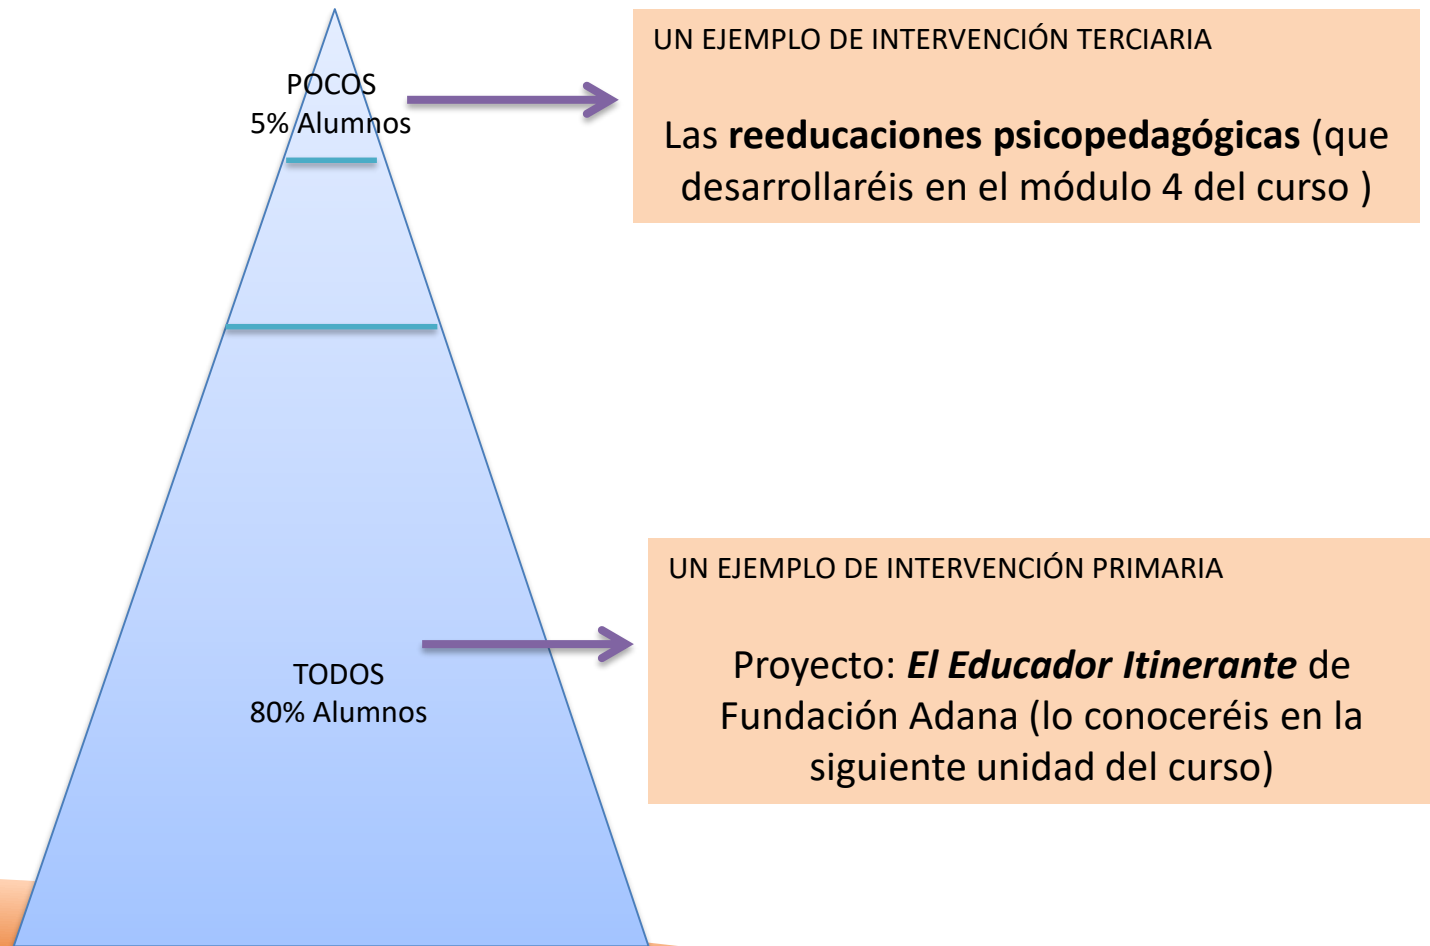 POCOS
5% Alumnos
UN EJEMPLO DE INTERVENCIÓN TERCIARIA
Las reeducaciones psicopedagógicas (que
desarrollaréis en el módulo 4 del curso )
TODOS
80% Alumnos
UN EJEMPLO DE INTERVENCIÓN PRIMARIA
Proyecto: El Educador Itinerante de
Fundación Adana (lo conoceréis en la
siguiente unidad del curso)